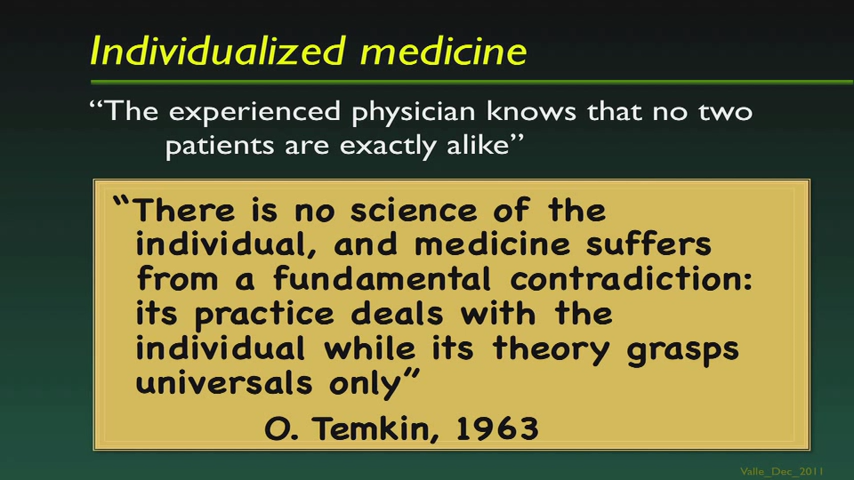 Individualized medicine
“The experienced physician knows that no two
patients are exactly alike”
“There is no science of the
individual, and medicine suffers
from a fundamental contradiction:
its practice deals with the
individual while its theory grasps
universals only”
O. Temkin, 1963
Valle_Dec_2011